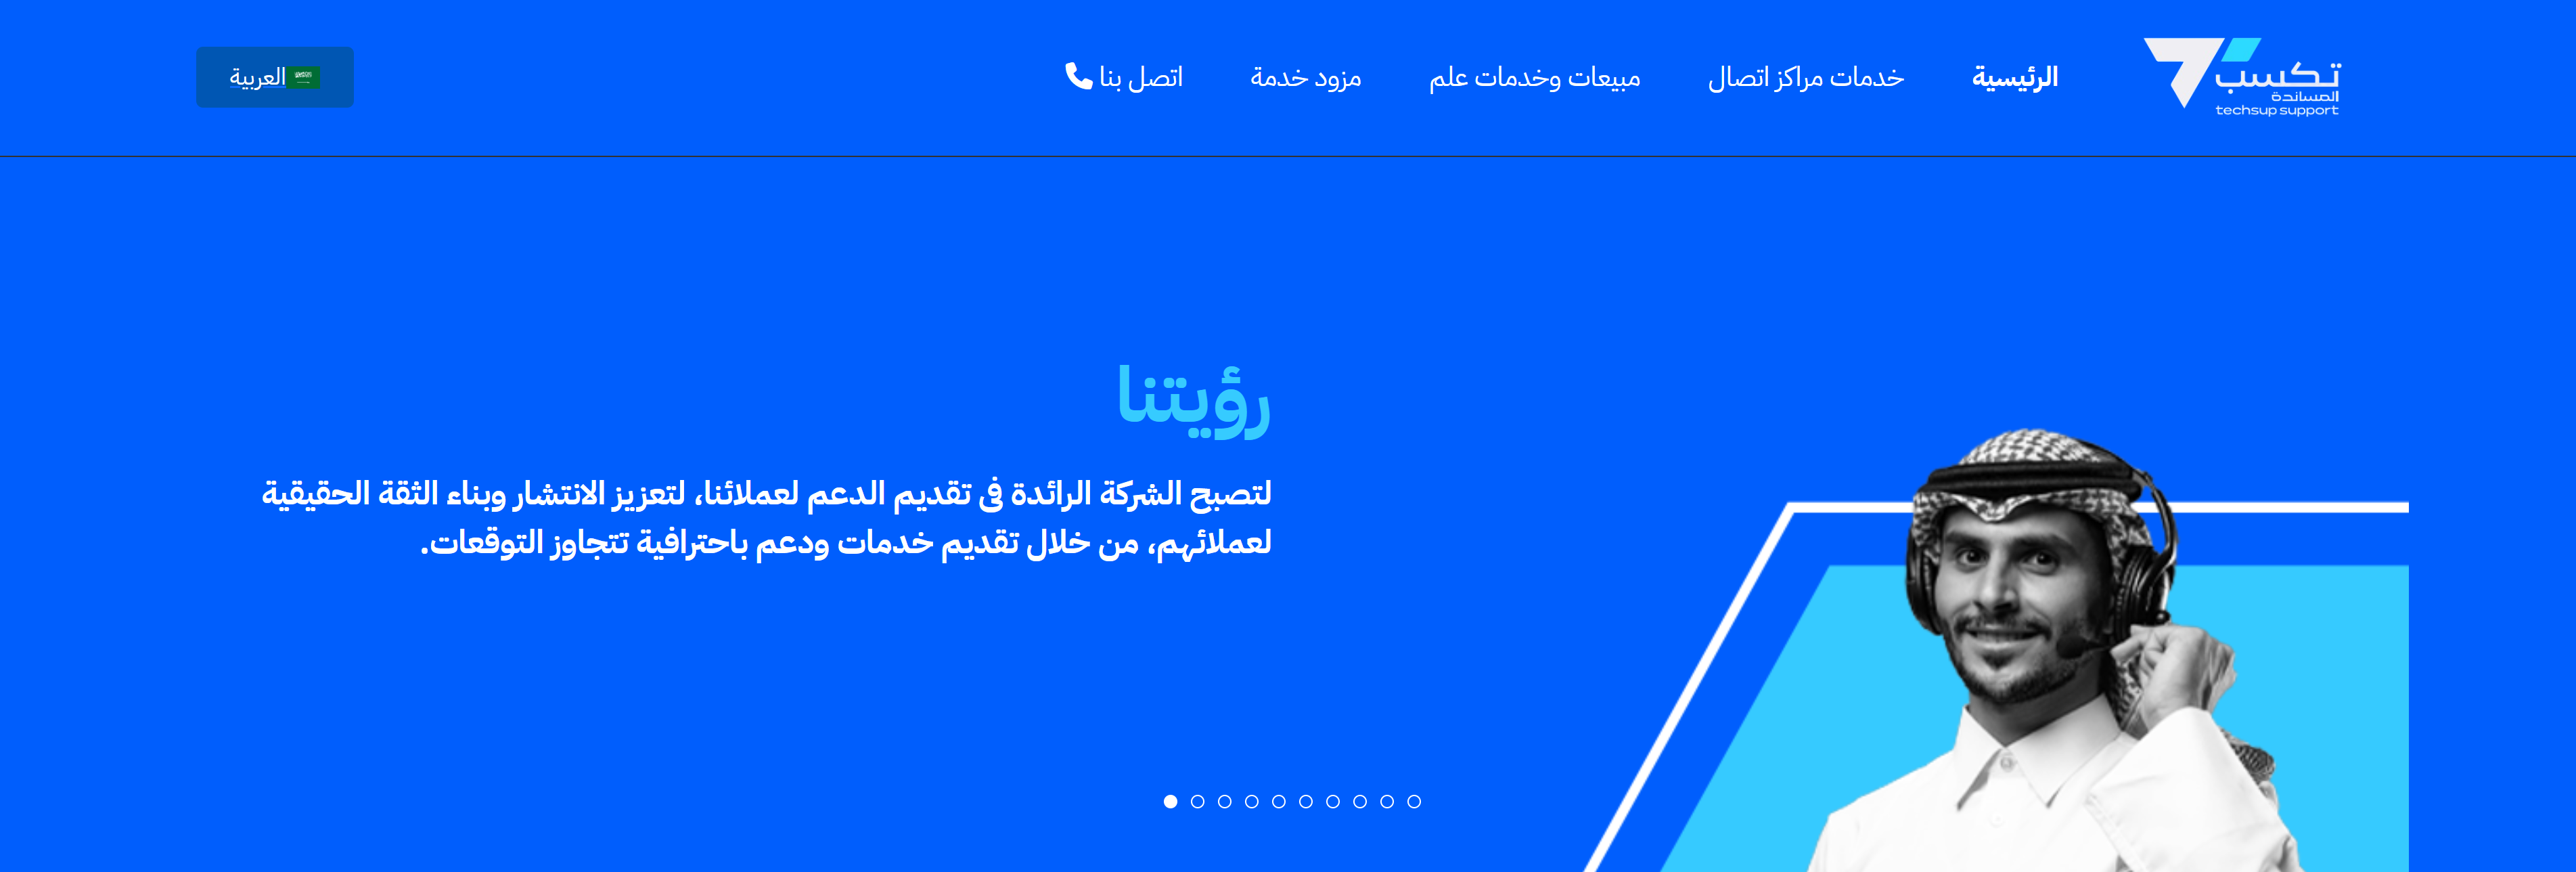 تكسب
المساندة
techsup support
الرئيسية
خدمات مراكز اتصال
مبيعات وخدمات علم
مزود خدمة
اتصل بنا
العربية
رؤيتنا
لتصبح الشركة الرائدة في تقديم الدعم لعملائنا، لتعزيز الانتشار وبناء الثقة الحقيقية
لعملائهم، من خلال تقديم خدمات ودعم باحترافية تتجاوز التوقعات.